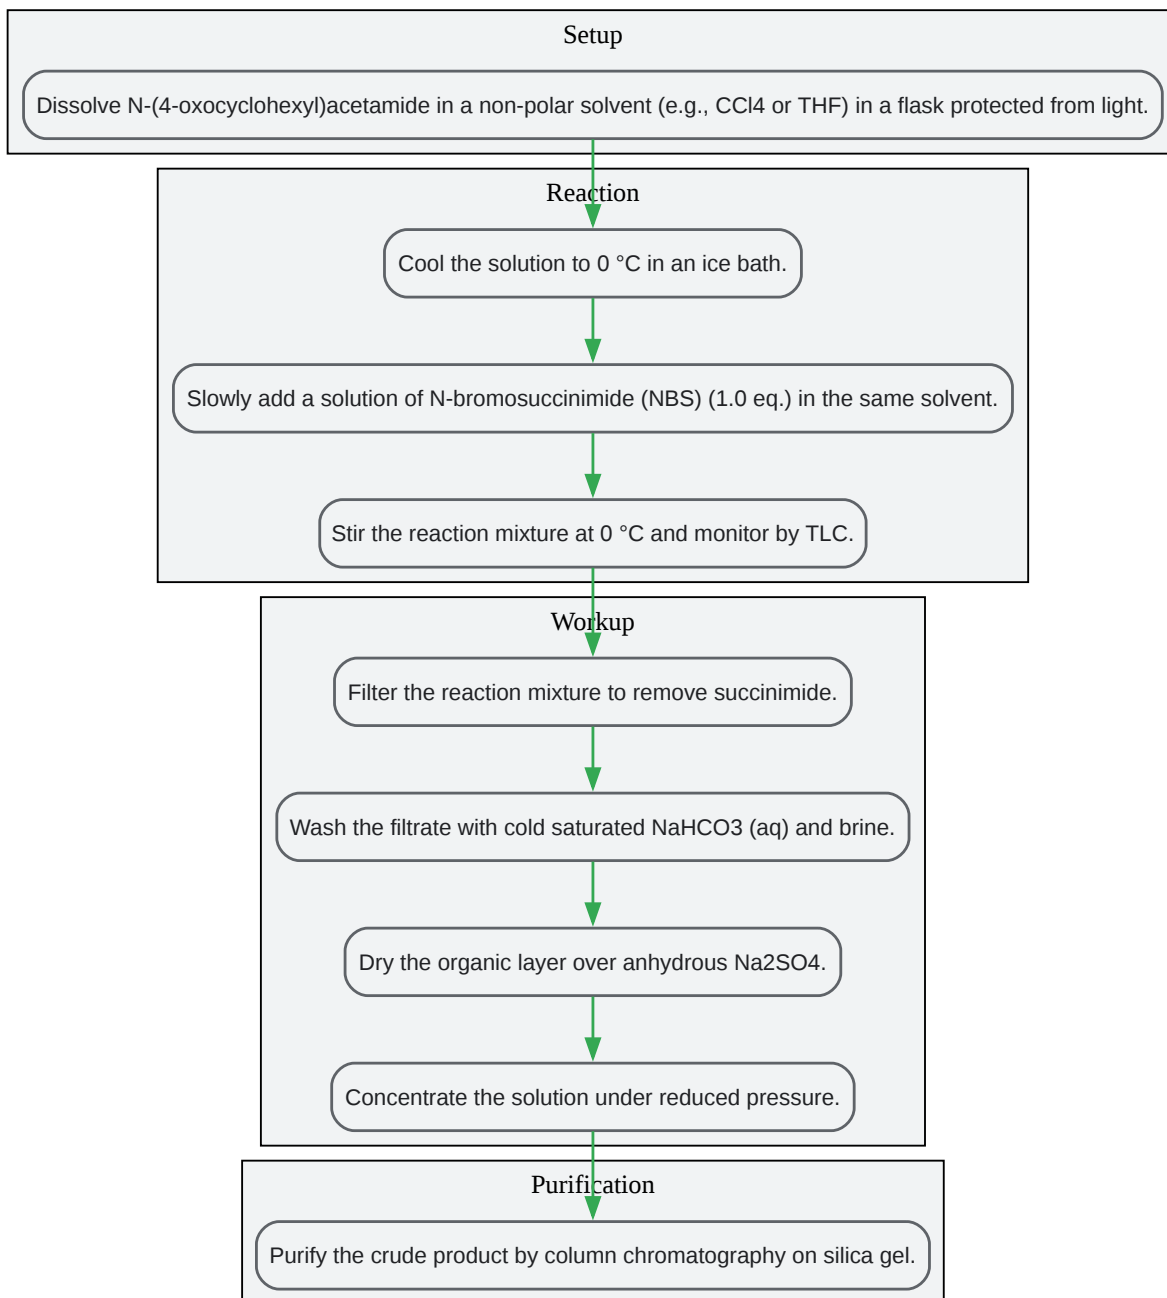 Setup
Dissolve N-(4-oxocyclohexyl)acetamide in a non-polar solvent (e.g., CCl4 or THF) in a flask protected from light.
Reaction
Cool the solution to 0 °C in an ice bath.
Slowly add a solution of N-bromosuccinimide (NBS) (1.0 eq.) in the same solvent.
Stir the reaction mixture at 0 °C and monitor by TLC.
Workup
Filter the reaction mixture to remove succinimide.
Wash the filtrate with cold saturated NaHCO3 (aq) and brine.
Dry the organic layer over anhydrous Na2SO4.
Concentrate the solution under reduced pressure.
Purification
Purify the crude product by column chromatography on silica gel.